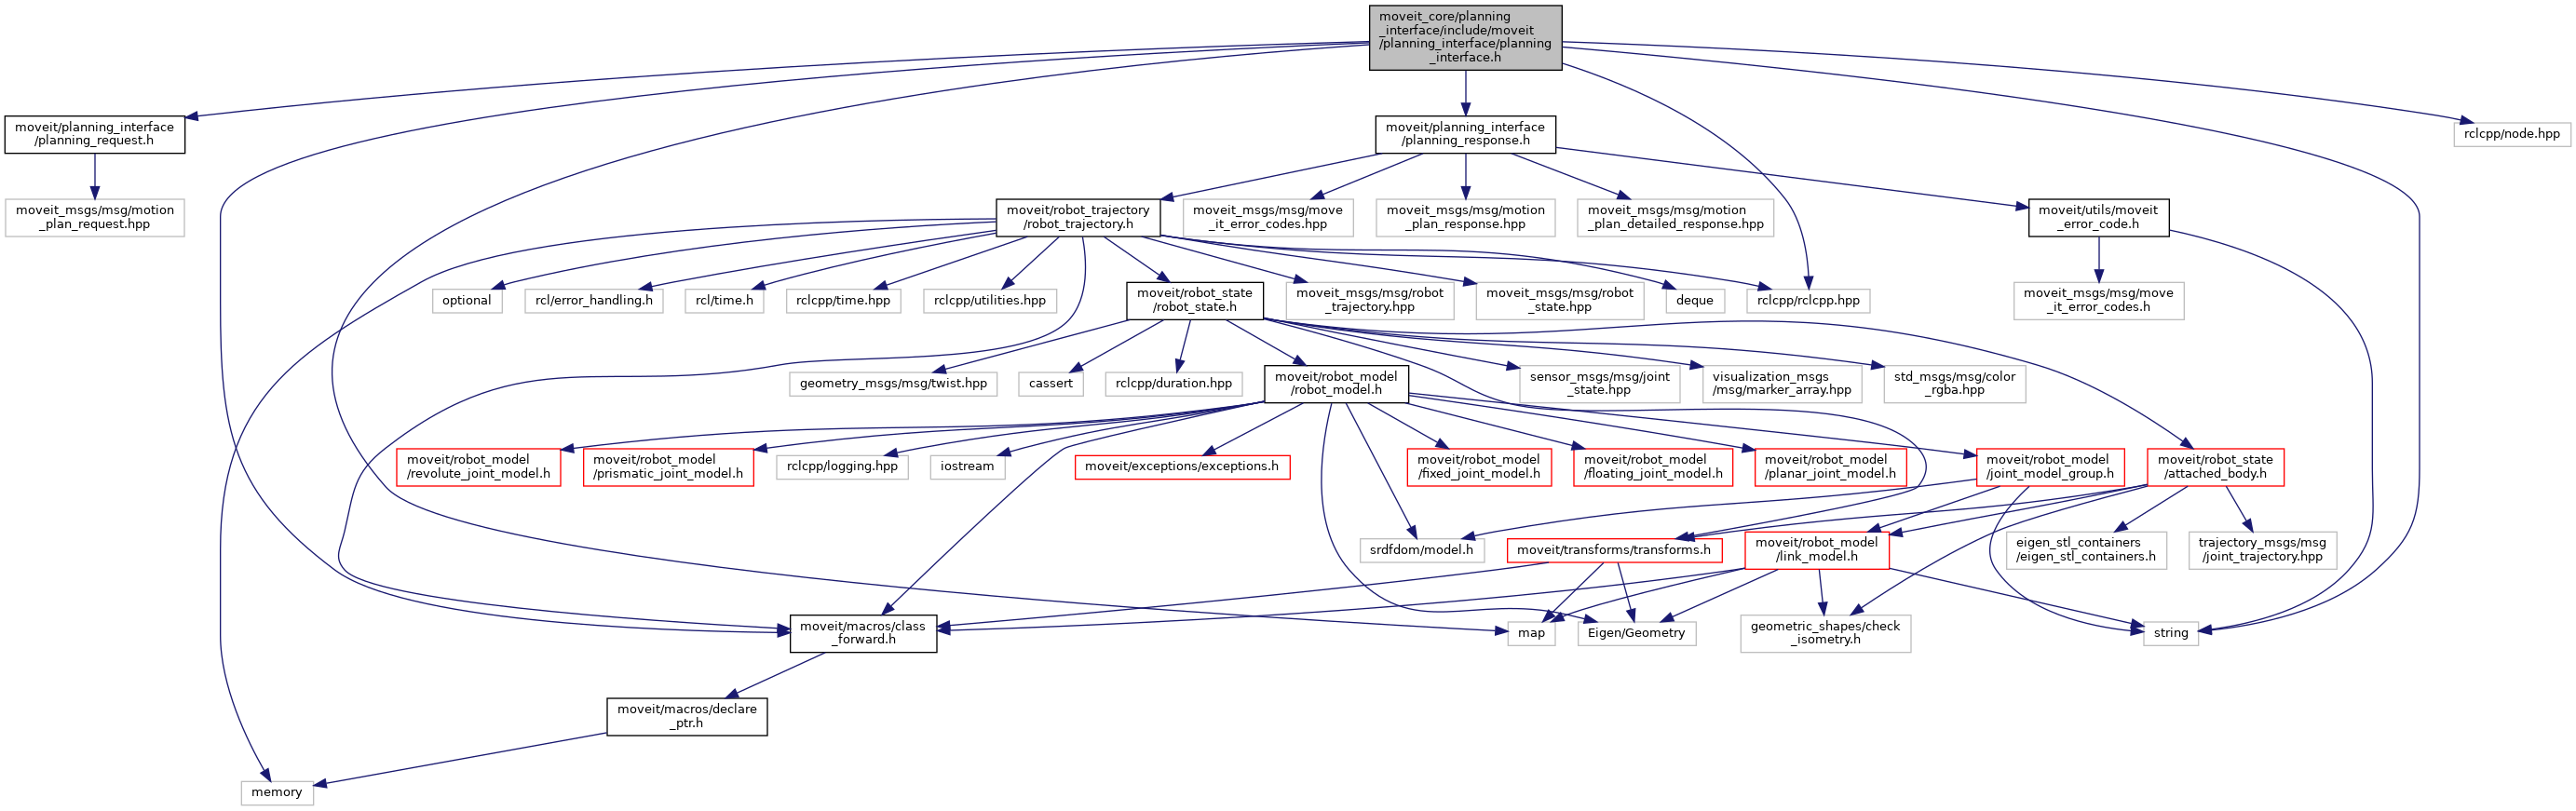 moveit_core/planning
_interface/include/moveit
/planning_interface/planning
_interface.h
moveit/planning_interface
/planning_request.h
moveit/planning_interface
/planning_response.h
rclcpp/node.hpp
moveit_msgs/msg/motion
_plan_request.hpp
moveit/robot_trajectory
/robot_trajectory.h
moveit_msgs/msg/move
_it_error_codes.hpp
moveit_msgs/msg/motion
_plan_response.hpp
moveit_msgs/msg/motion
_plan_detailed_response.hpp
moveit/utils/moveit
_error_code.h
optional
rcl/error_handling.h
rcl/time.h
rclcpp/time.hpp
rclcpp/utilities.hpp
moveit/robot_state
/robot_state.h
moveit_msgs/msg/robot
_trajectory.hpp
moveit_msgs/msg/robot
_state.hpp
deque
rclcpp/rclcpp.hpp
moveit_msgs/msg/move
_it_error_codes.h
geometry_msgs/msg/twist.hpp
cassert
rclcpp/duration.hpp
moveit/robot_model
/robot_model.h
sensor_msgs/msg/joint
_state.hpp
visualization_msgs
/msg/marker_array.hpp
std_msgs/msg/color
_rgba.hpp
moveit/robot_model
/revolute_joint_model.h
moveit/robot_model
/prismatic_joint_model.h
rclcpp/logging.hpp
iostream
moveit/exceptions/exceptions.h
moveit/robot_model
/fixed_joint_model.h
moveit/robot_model
/floating_joint_model.h
moveit/robot_model
/planar_joint_model.h
moveit/robot_model
/joint_model_group.h
moveit/robot_state
/attached_body.h
srdfdom/model.h
moveit/transforms/transforms.h
moveit/robot_model
/link_model.h
eigen_stl_containers
/eigen_stl_containers.h
trajectory_msgs/msg
/joint_trajectory.hpp
moveit/macros/class
_forward.h
map
Eigen/Geometry
geometric_shapes/check
_isometry.h
string
moveit/macros/declare
_ptr.h
memory